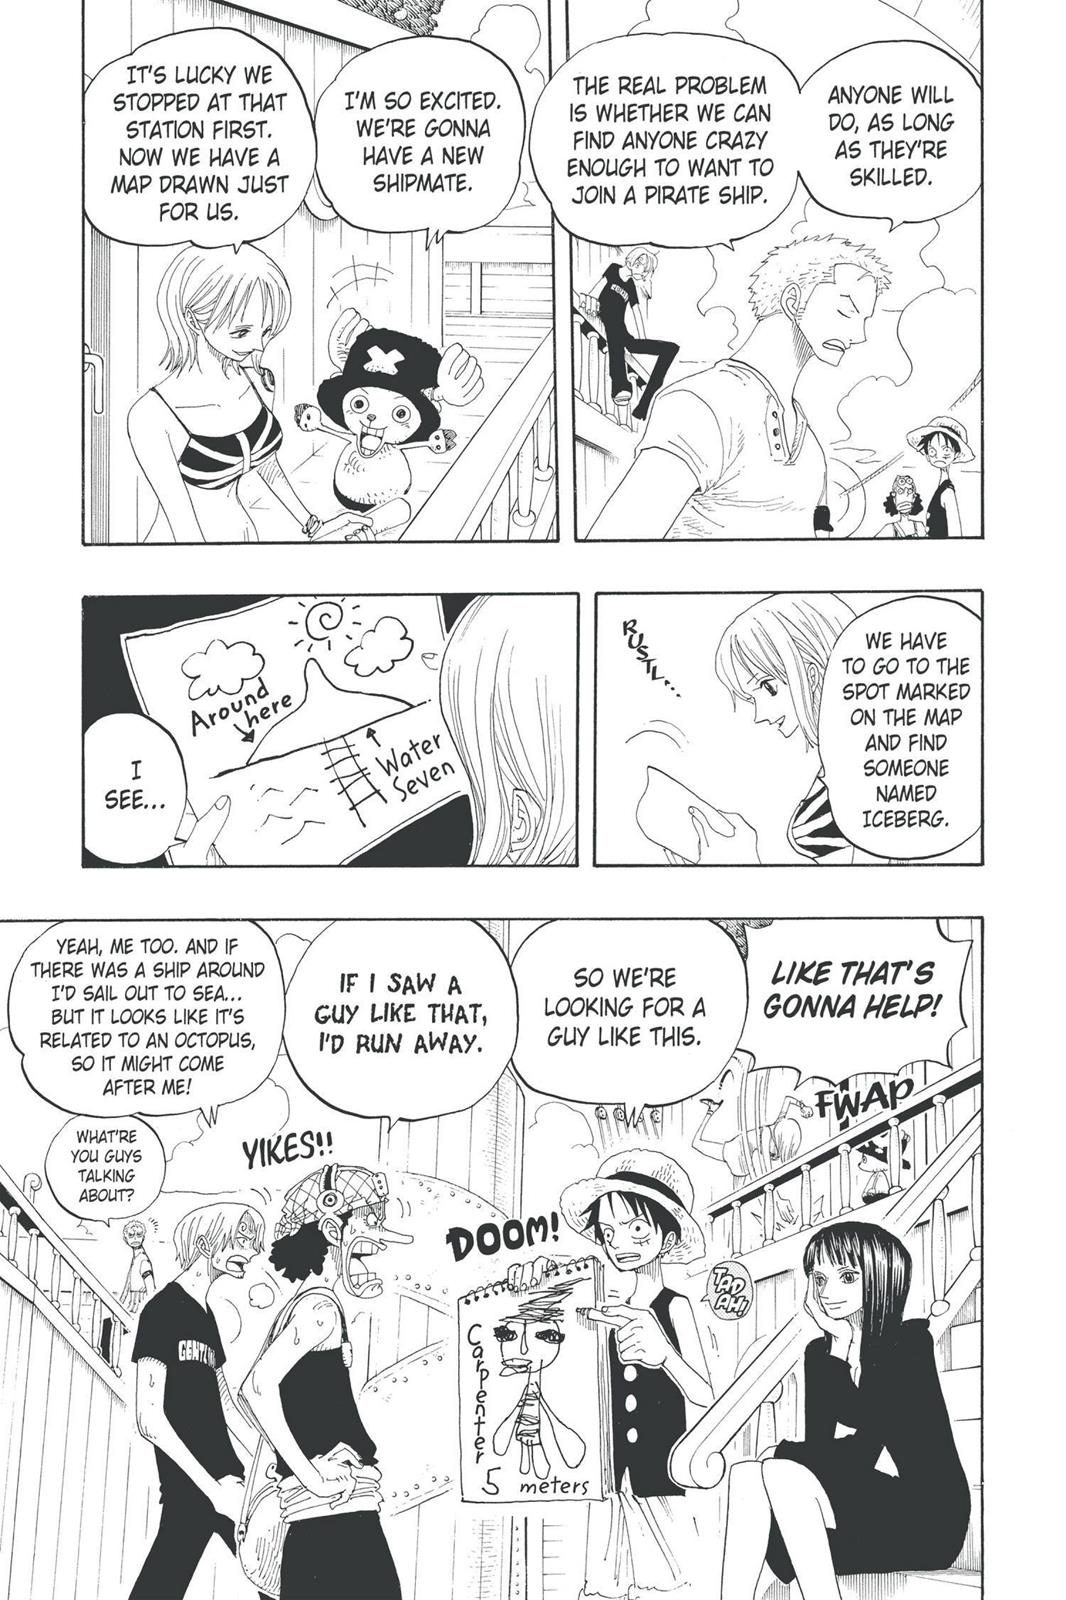 ANYONE WILL
DO, AS LONG
AS THEY'RE
SKILLED.
THE REAL PROBLEM
IS WHETHER WE CAN
FIND ANYONE CRAZY
ENOUGH TO WANT TO
JOIN A PIRATE SHIP.
I'M SO EXCITED.
WE'RE GONNA
HAVE A NEW
SHIPMATE.
IT'S LUCKY WE
STOPPED AT THAT
STATION FIRST.
NOW WE HAVE A
MAP DRAWN JUST
FOR US.
WE HAVE
TO GO TO THE
SPOT MARKED
ON THE MAP
AND FIND
SOMEONE
NAMED
ICEBERG.
RUSTL...
Around
here
Water
Seven
I
SEE...
LIKE THAT'S
GONNA HELP!
FWAP
SO WE'RE
LOOKING FOR A
GUY LIKE THIS.
TADAH!
DOOM!
Carpenter
5 meters
IF I SAW A
GUY LIKE THAT,
I'D RUN AWAY.
YIKES!!
YEAH, ME TOO. AND IF
THERE WAS A SHIP AROUND
I'D SAIL OUT TO SEA...
BUT IT LOOKS LIKE IT'S
RELATED TO AN OCTOPUS,
SO IT MIGHT COME
AFTER ME!
WHAT'RE
YOU GUYS
TALKING
ABOUT?